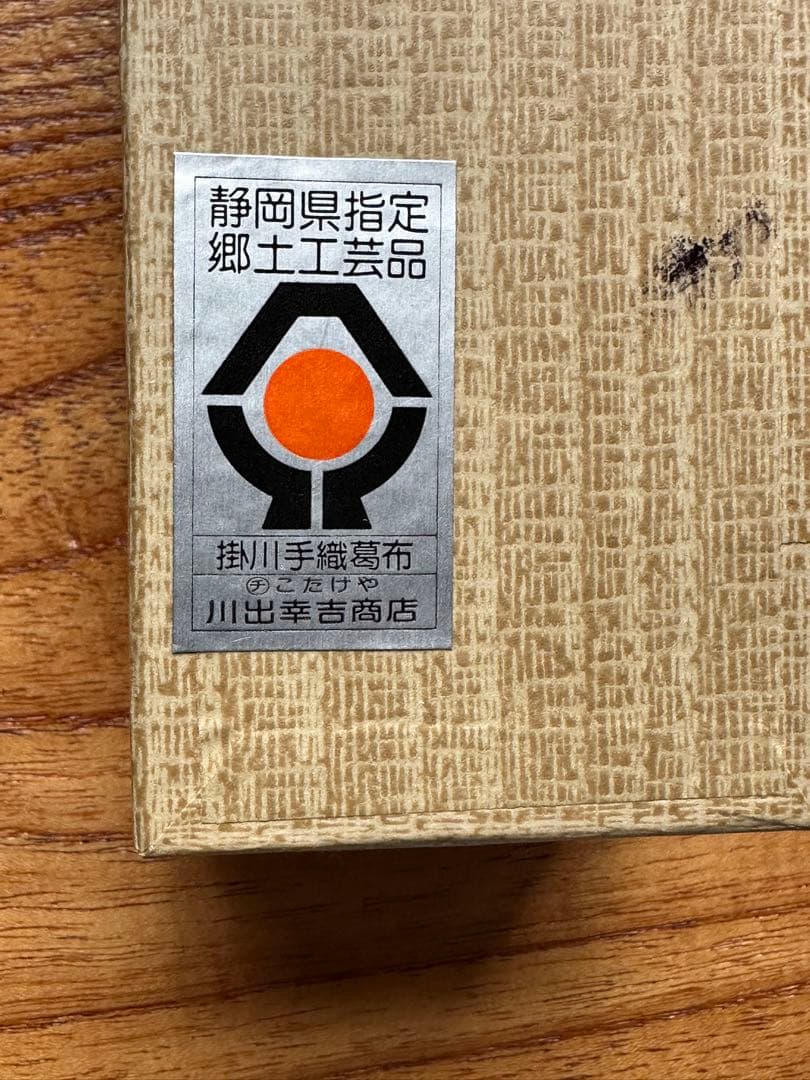 静岡県指定
郷土工芸品
掛川手織葛布
㋠こたけや
川出幸吉商店